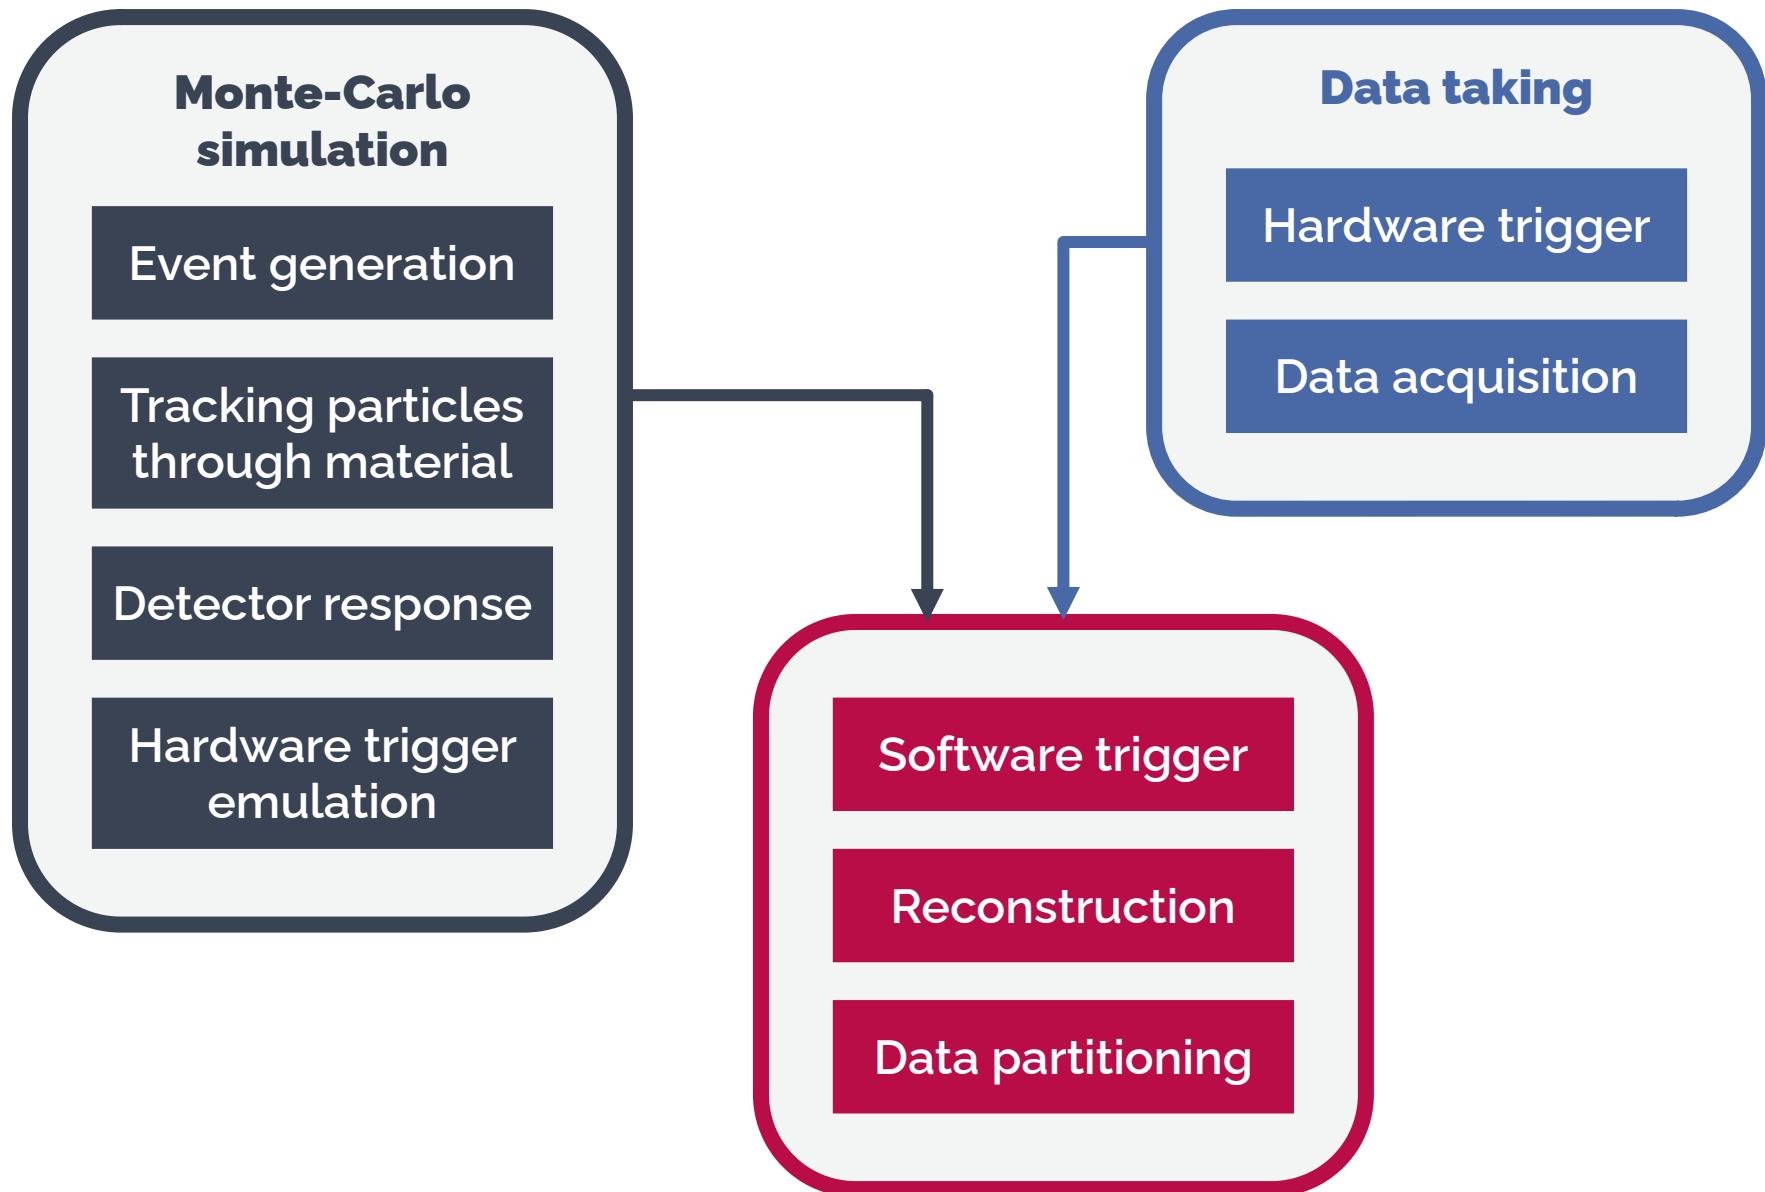 Monte-Carlo
simulation
Event generation
Tracking particles
through material
Detector response
Hardware trigger
emulation
Data taking
Hardware trigger
Data acquisition
Software trigger
Reconstruction
Data partitioning